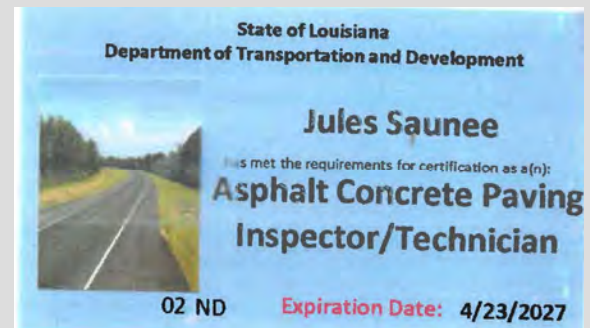 State of Louisiana
Department of Transportation and Development
Jules Saunee
has met the requirements for certification as a(n):
Asphalt Concrete Paving
Inspector/Technician
02 ND Expiration Date: 4/23/2027